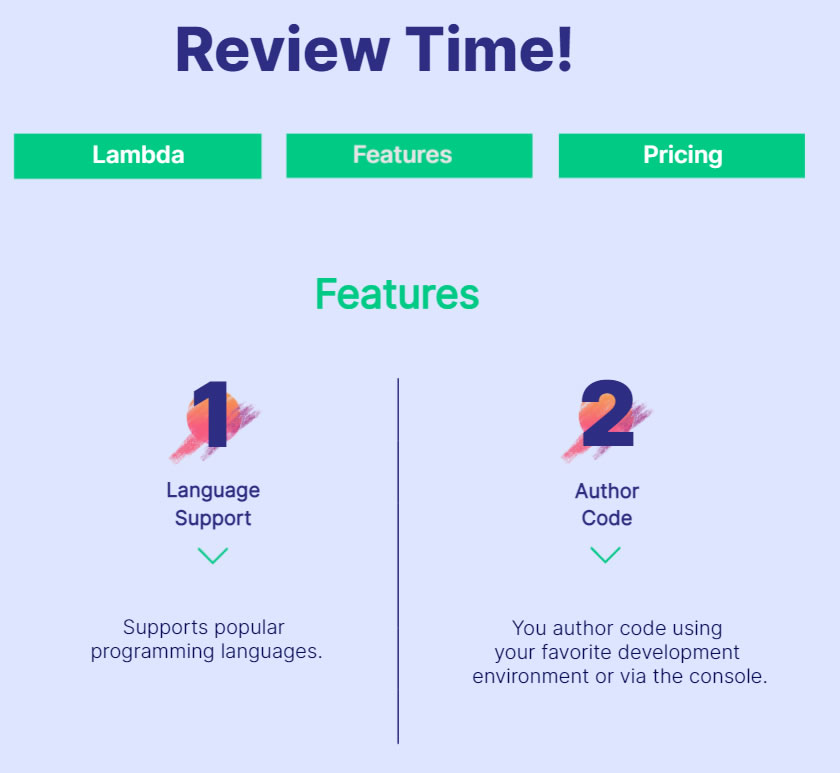 Review Time!
Lambda
Features
Pricing
Features
1
Language
Support
Supports popular
programming languages.
2
Author
Code
You author code using
your favorite development
environment or via the console.